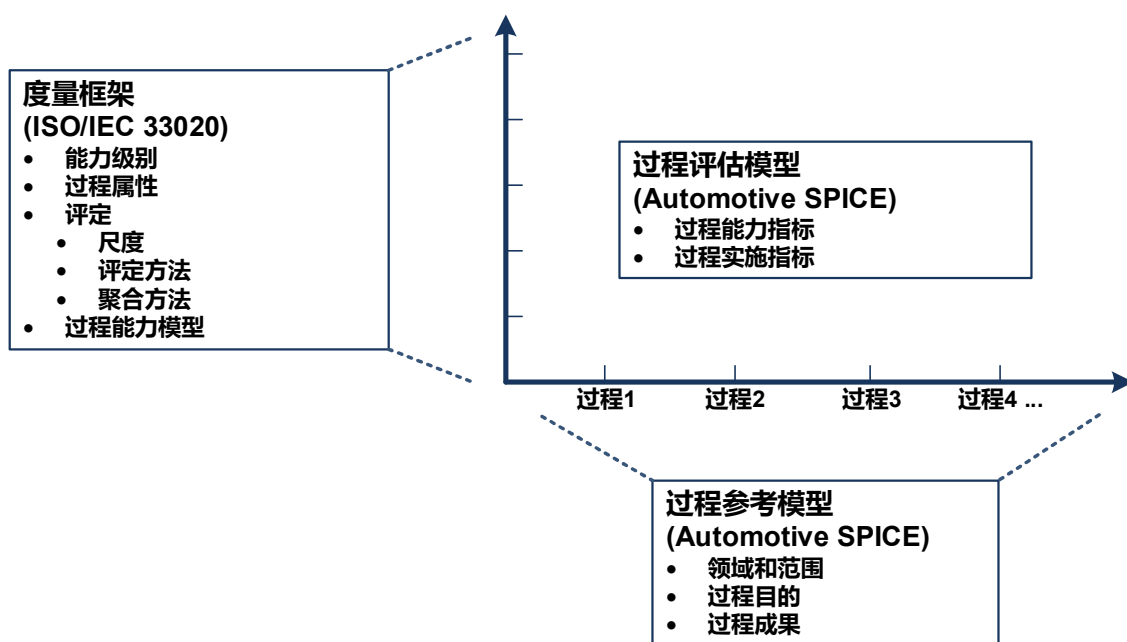 度量框架
(ISO/IEC 33020)
• 能力级别
• 过程属性
• 评定
• 尺度
• 评定方法
• 聚合方法
• 过程能力模型
过程评估模型
(Automotive SPICE)
• 过程能力指标
• 过程实施指标
过程1 过程2 过程3 过程4 ...
过程参考模型
(Automotive SPICE)
• 领域和范围
• 过程目的
• 过程成果